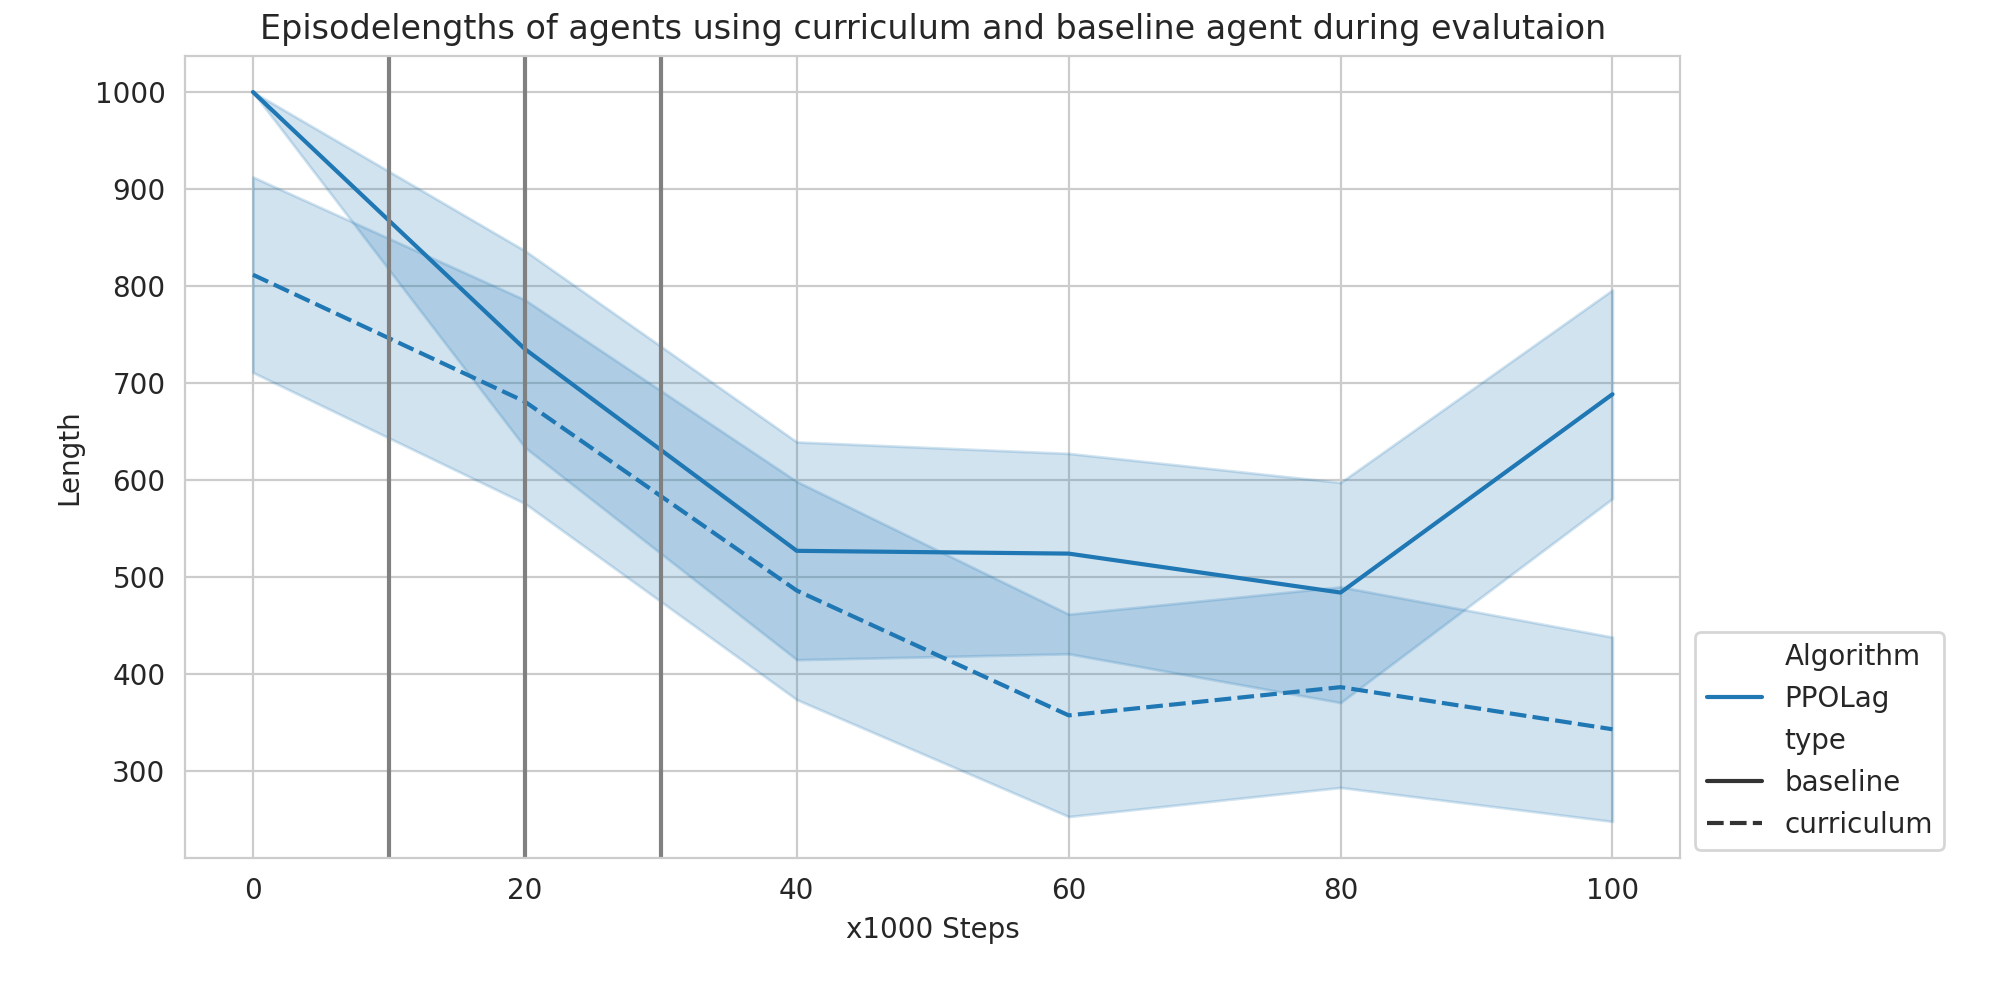 Episodelengths of agents using curriculum and baseline agent during evalutaion
1000
900
800
700
600
500
400
300
Length
0 20 40 60 80 100
x1000 Steps
Algorithm
PPOLag
type
baseline
curriculum